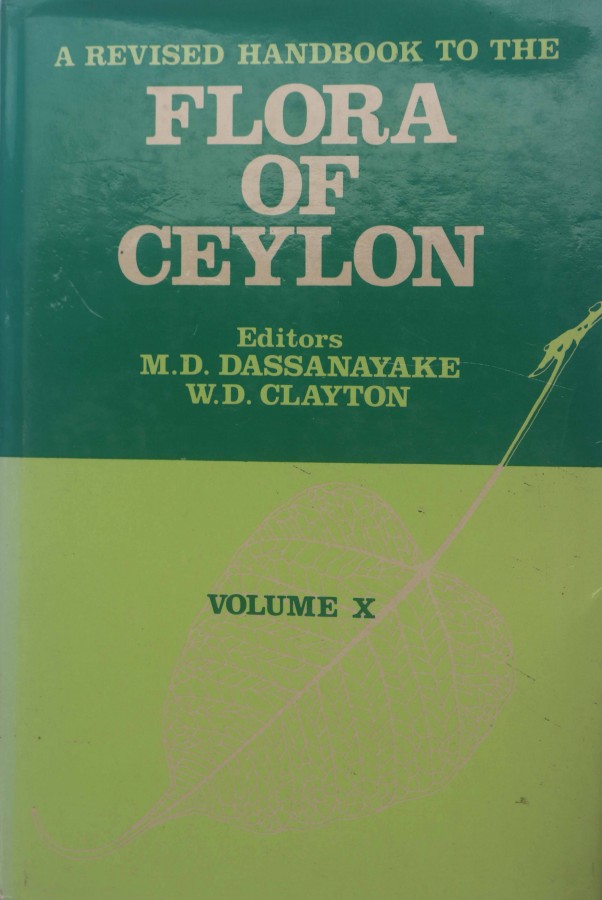 A REVISED HANDBOOK TO THE
FLORA
OF
CEYLON
Editors
M.D. DASSANAYAKE
W.D. CLAYTON
VOLUME X